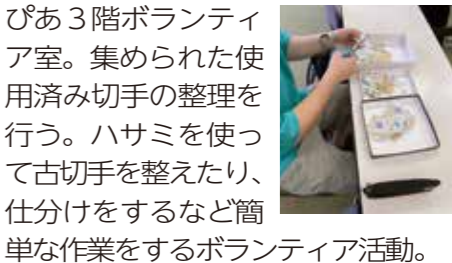 ぴあ３階ボランティ
ア室。集められた使
用済み切手の整理を
行う。ハサミを使っ
て古切手を整えたり、
仕分けをするなど簡
単な作業をするボランティア活動。